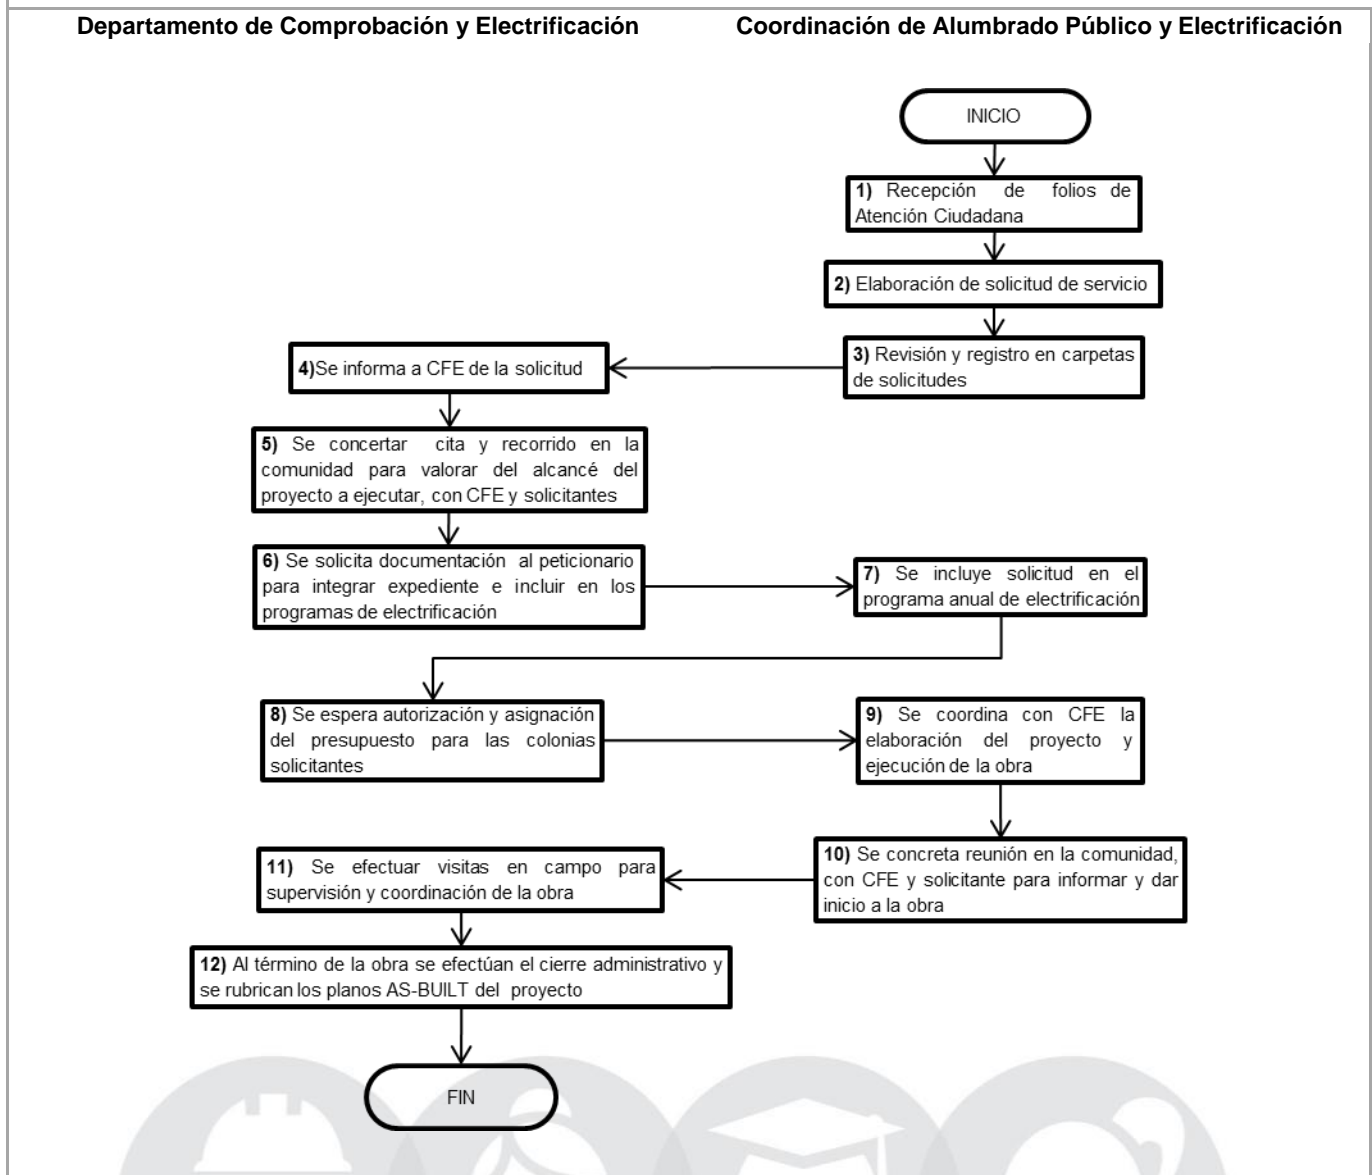 Departamento de Comprobación y Electrificación
Coordinación de Alumbrado Público y Electrificación
INICIO
1) Recepción de folios de
Atención Ciudadana
2) Elaboración de solicitud de servicio
3) Revisión y registro en carpetas
de solicitudes
4)Se informa a CFE de la solicitud
5) Se concertar cita y recorrido en la
comunidad para valorar del alcancé del
proyecto a ejecutar, con CFE y solicitantes
6) Se solicita documentación al peticionario
para integrar expediente e incluir en los
programas de electrificación
7) Se incluye solicitud en el
programa anual de electrificación
8) Se espera autorización y asignación
del presupuesto para las colonias
solicitantes
9) Se coordina con CFE la
elaboración del proyecto y
ejecución de la obra
10) Se concreta reunión en la comunidad,
con CFE y solicitante para informar y dar
inicio a la obra
11) Se efectuar visitas en campo para
supervisión y coordinación de la obra
12) Al término de la obra se efectúan el cierre administrativo y
se rubrican los planos AS-BUILT del proyecto
FIN